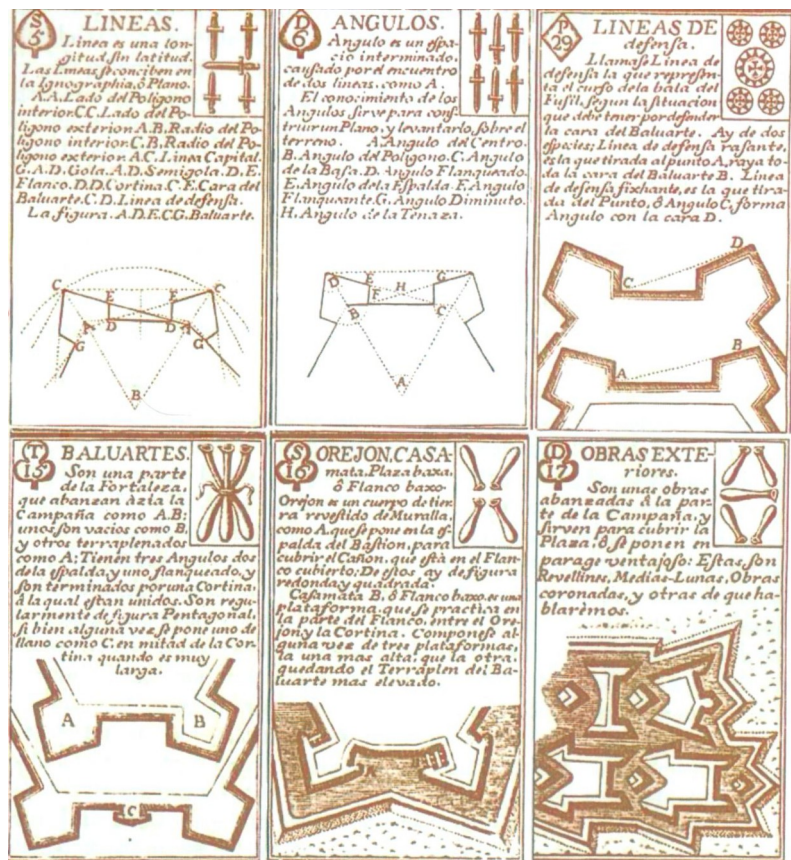 S
5
LINEAS.
Linea es una lon-
gitud sin latitud.
Las Lineas se conciben en
la Ignographia, ô Plano.
A.A. Lado del Poligono
interior. C.C. Lado del Po-
ligono exterior. A.B. Radio del Po-
ligono interior. C.B. Radio del Po-
ligono exterior. A.C. Linea Capital.
G.A.D. Gola. A.D. Semigola. D.E.
Flanco. D.D. Cortina. C.E. Cara del
Baluarte. C.D. Linea de defensa.
La figura. A.D.E.C.G. Baluarte.
C
C
E
E
A
D
D
A
G
G
B
D
6
ANGULOS.
Angulo es un espa-
cio interminado,
causado por el encuentro
de dos lineas, como A.
El conocimiento de los
Angulos sirve para cons-
truir un Plano, y levantarlo sobre el
terreno. A. Angulo del Centro.
B. Angulo del Poligono. C. Angulo
de la Basa. D. Angulo Flanqueado.
E. Angulo de la Espalda. F. Angulo
Flanqueante. G. Angulo Diminuto.
H. Angulo de la Tenaza.
D
E
F
H
G
B
C
A
P
29
LINEAS DE
defensa.
Llamase Linea de
defensa la que represen-
ta el curso de la bala del
Fusil, segun la situacion
que debe tener por defender
la cara del Baluarte. Ay de dos
especies; Linea de defensa rasante,
es la que tirada al punto A, raya to-
da la cara del Baluarte B. Linea
de defensa fixhante, es la que tira-
da del Punto, ô Angulo C, forma
Angulo con la cara D.
D
C
B
A
T
15
BALUARTES.
Son una parte
de la Fortaleza,
que abanzan àzia la
Campaña como A.B;
unos son vacios como B,
y otros terraplenados
como A; Tienen tres Angulos dos
de la espalda, y uno flanqueado, y
son terminados por una Cortina,
â la qual estan unidos. Son regu-
larmente de figura Pentagonal,
si bien alguna vez se pone uno de
llano como C, en mitad de la Cor-
tina quando es muy
larga.
A
B
C
S
16
OREJON, CASA-
mata, Plaza baxa,
ô Flanco baxo.
Orejon es un cuerpo de tier-
ra revestido de Muralla,
como A, que se pone en la es-
palda del Bastion, para
cubrir el Cañon, que està en el Flan-
co cubierto; De estos ay de figura
redonda y quadrada.
Casamata B, ô Flanco baxo, es una
plataforma, que se practica en
la parte del Flanco, entre el Ore-
jon y la Cortina. Componese al-
guna vez de tres plataformas,
la una mas alta, que la otra,
quedando el Terraplen del Ba-
luarte mas elevado.
D
17
OBRAS EXTE-
riores.
Son unas obras
abanzadas â la par-
te de la Campaña, y
sirven para cubrir la
Plaza, ô se ponen en
parage ventajoso: Estas, son
Revellines, Medias-Lunas, Obras
coronadas, y otras de que ha-
blarèmos.